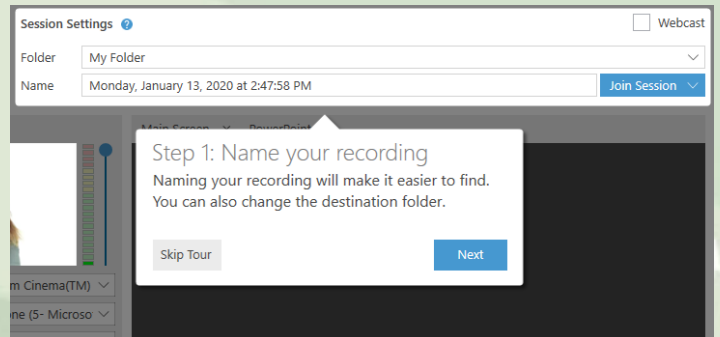 Session Settings ?
Webcast
Folder My Folder
Name Monday, January 13, 2020 at 2:47:58 PM Join Session
Main Screen × PowerPoint
Step 1: Name your recording
Naming your recording will make it easier to find.
You can also change the destination folder.
Skip Tour Next
m Cinema(TM)
one (5- Microso